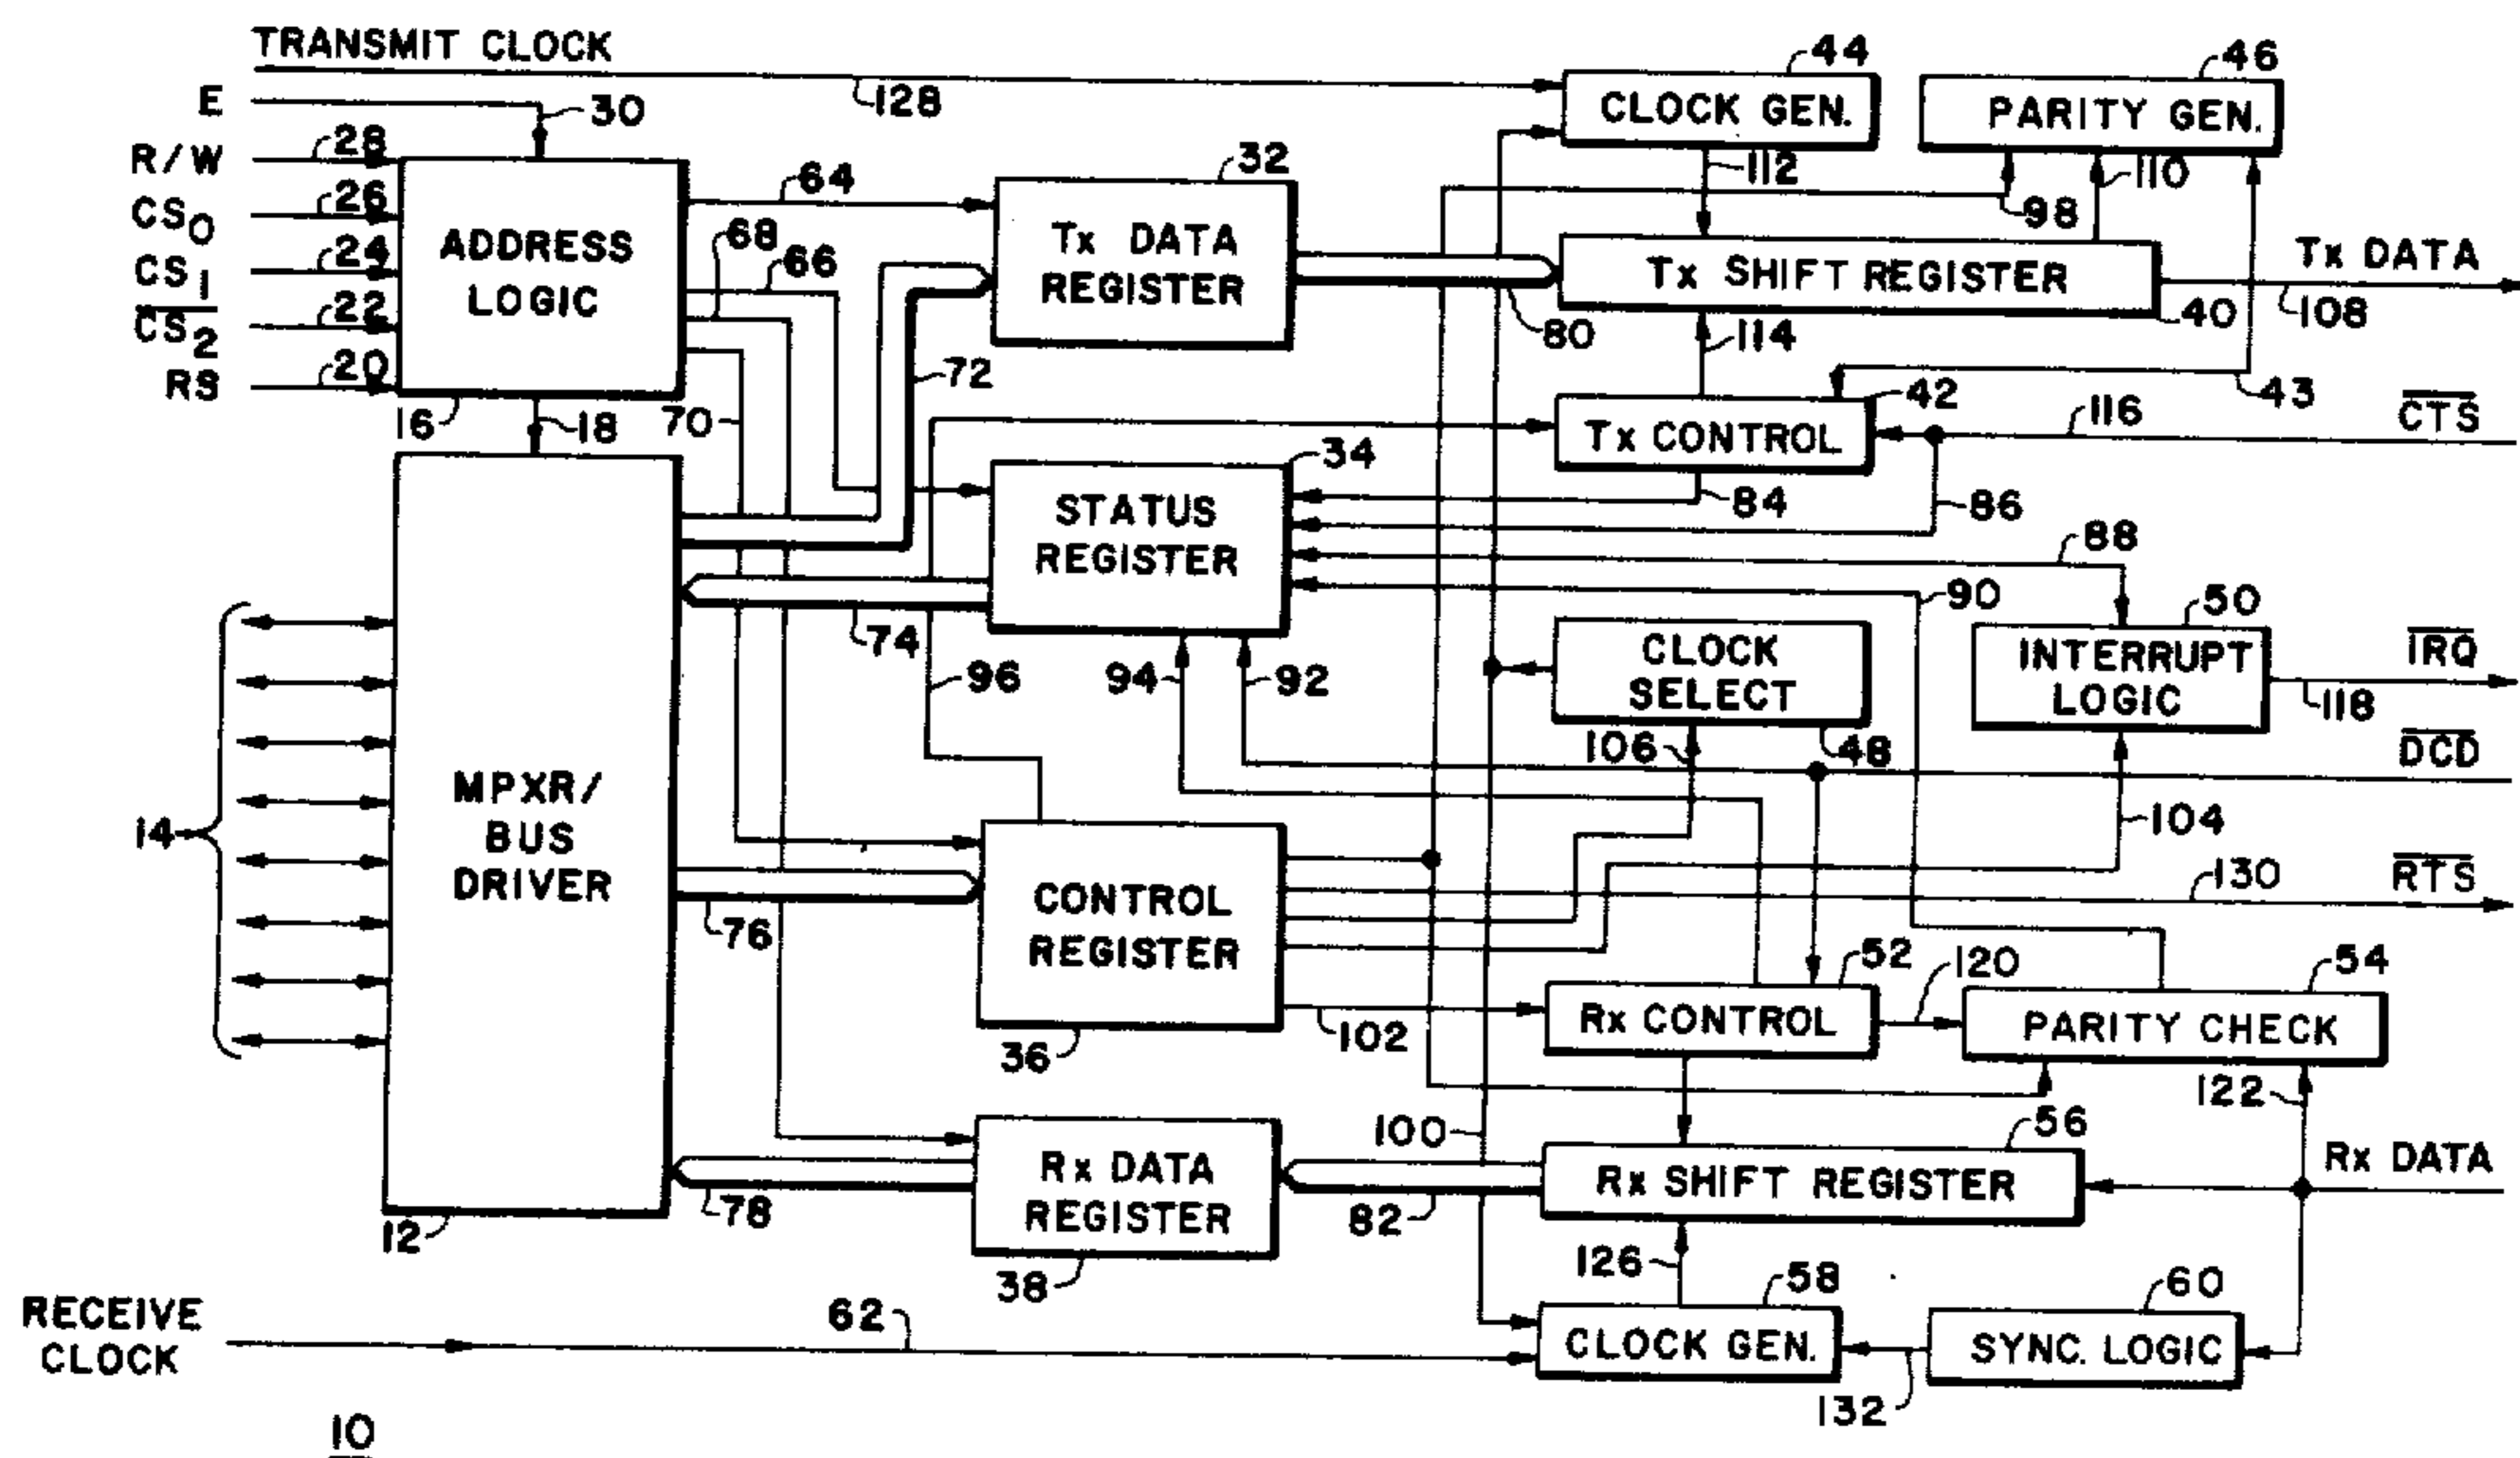 TRANSMIT CLOCK
128
E
30
R/W
28
CS0
26
CS1
24
CS2
22
RS
20
ADDRESS
LOGIC
16
18
64
68
66
70
72
32
Tx DATA
REGISTER
44
CLOCK GEN.
46
PARITY GEN.
112
110
98
80
Tx SHIFT REGISTER
40
Tx DATA
108
114
43
42
Tx CONTROL
116
CTS
84
86
34
STATUS
REGISTER
88
90
74
96
94
92
CLOCK
SELECT
48
106
50
INTERRUPT
LOGIC
IRQ
118
DCD
104
14
MPXR/
BUS
DRIVER
12
76
CONTROL
REGISTER
36
130
RTS
102
52
Rx CONTROL
120
54
PARITY CHECK
122
100
56
Rx SHIFT REGISTER
Rx DATA
82
78
Rx DATA
REGISTER
38
126
58
CLOCK GEN.
60
SYNC. LOGIC
132
RECEIVE
CLOCK
62
10